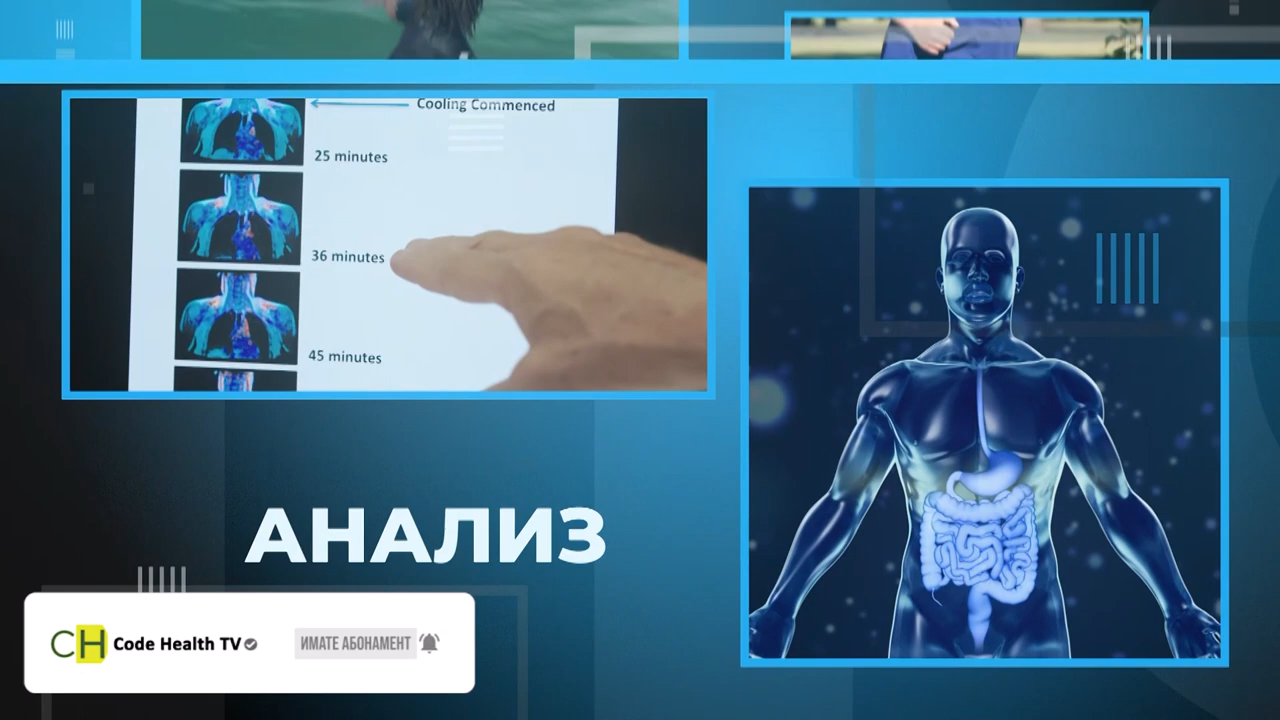 Cooling Commenced
25 minutes
36 minutes
45 minutes
АНАЛИЗ
CH Code Health TV
ИМАТЕ АБОНАМЕНТ